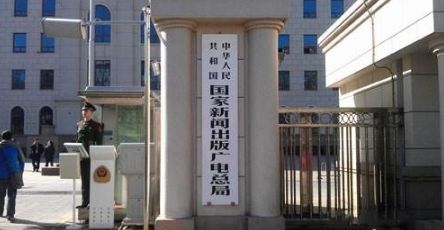 中华人民
共和国
国家新闻出版广电总局